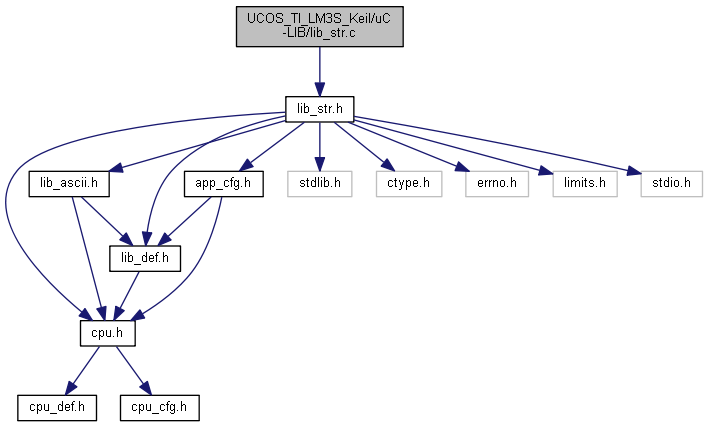 UCOS_TI_LM3S_Keil/uC
-LIB/lib_str.c
lib_str.h
lib_ascii.h
app_cfg.h
stdlib.h
ctype.h
errno.h
limits.h
stdio.h
lib_def.h
cpu.h
cpu_def.h
cpu_cfg.h